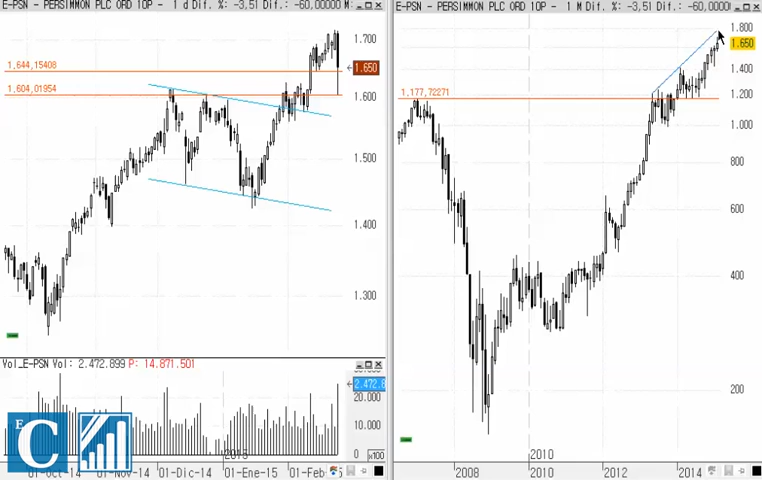 E-PSN - PERSIMMON PLC ORD 10P - 1 d Dif. %: -3,51 Dif.: -60,0000 M:
1.700
1.644,15408
1.650
1.604,01954
1.600
1.500
1.400
1.300
Vol_E-PSN Vol: 2.472.899 P: 14.871.501
2.472.8
20.000
10.000
0
x100
2015
01-Oct-14
01-Nov-14
01-Dic-14
01-Ene-15
01-Feb
E
C
E-PSN - PERSIMMON PLC ORD 10P - 1 M Dif. %: -3,51 Dif.: -60,0000
1.800
1.650
1.400
1.177,72271
1.200
1.000
800
600
400
200
2010
2008
2010
2012
2014